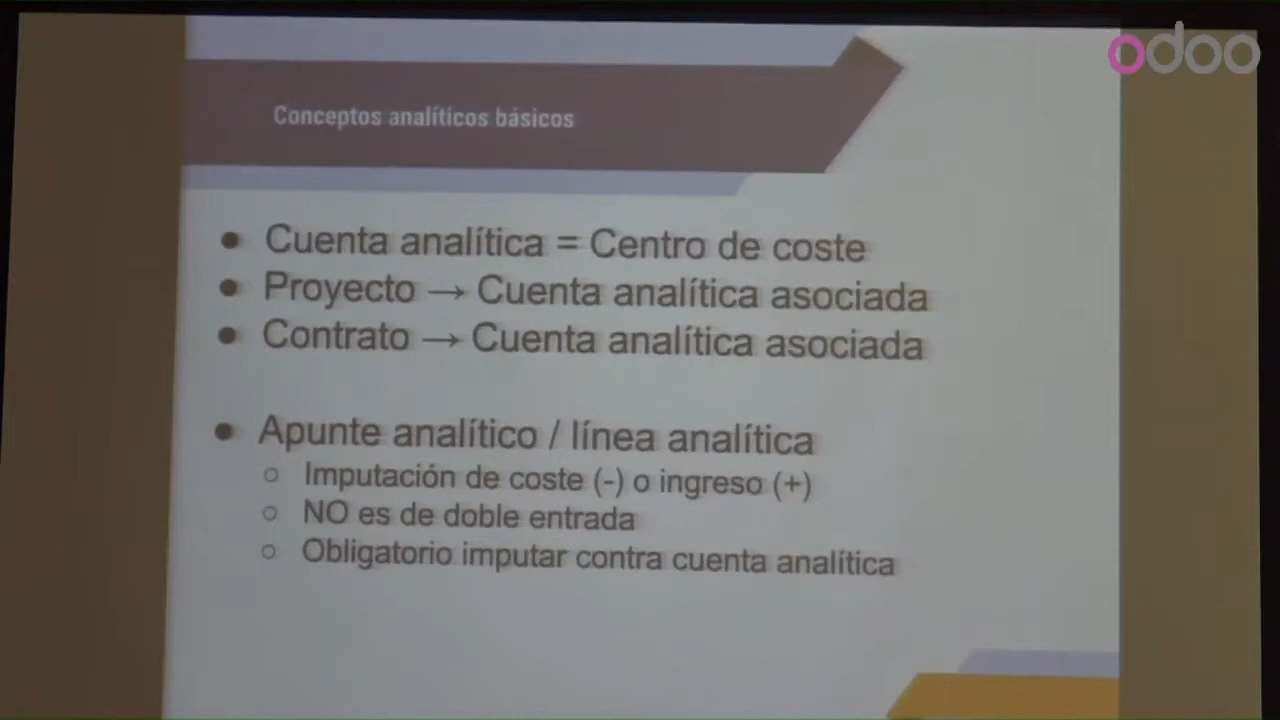 odoo
Conceptos analíticos básicos
● Cuenta analítica = Centro de coste
● Proyecto → Cuenta analítica asociada
● Contrato → Cuenta analítica asociada
● Apunte analítico / línea analítica
○ Imputación de coste (-) o ingreso (+)
○ NO es de doble entrada
○ Obligatorio imputar contra cuenta analítica